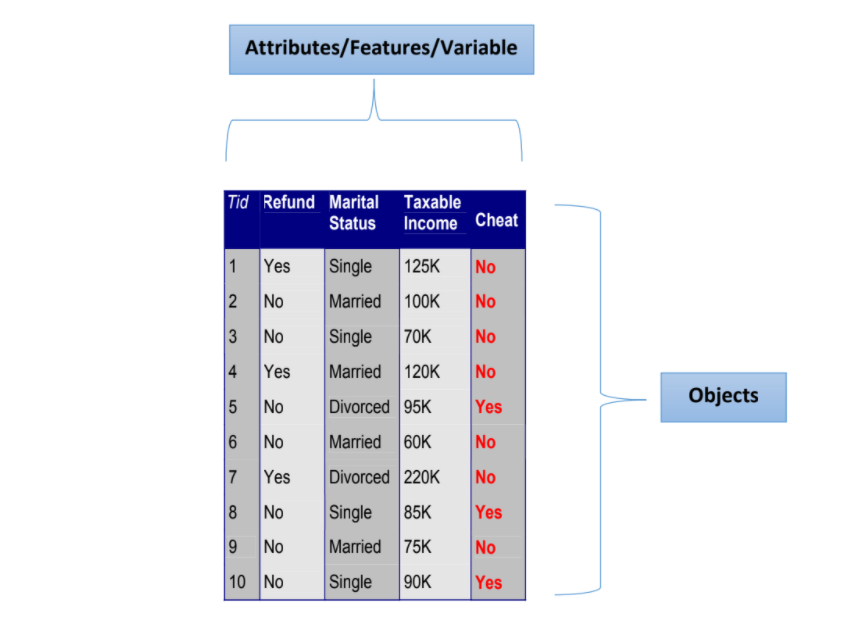 Attributes/Features/Variable
Tid Refund Marital Status Taxable Income Cheat
1 Yes Single 125K No
2 No Married 100K No
3 No Single 70K No
4 Yes Married 120K No
5 No Divorced 95K Yes
6 No Married 60K No
7 Yes Divorced 220K No
8 No Single 85K Yes
9 No Married 75K No
10 No Single 90K Yes
Objects